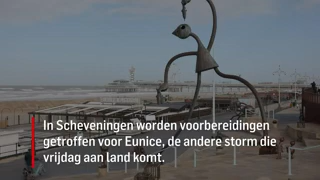 In Scheveningen worden voorbereidingen
getroffen voor Eunice, de andere storm die
vrijdag aan land komt.